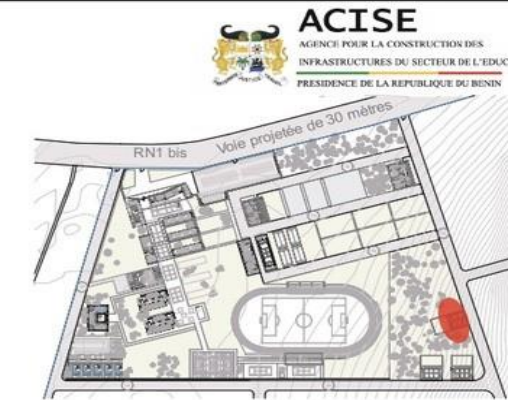 ACISE
AGENCE POUR LA CONSTRUCTION DES
INFRASTRUCTURES DU SECTEUR DE L'EDUC
PRESIDENCE DE LA REPUBLIQUE DU BENIN
RN1 bis
Voie projetée de 30 mètres